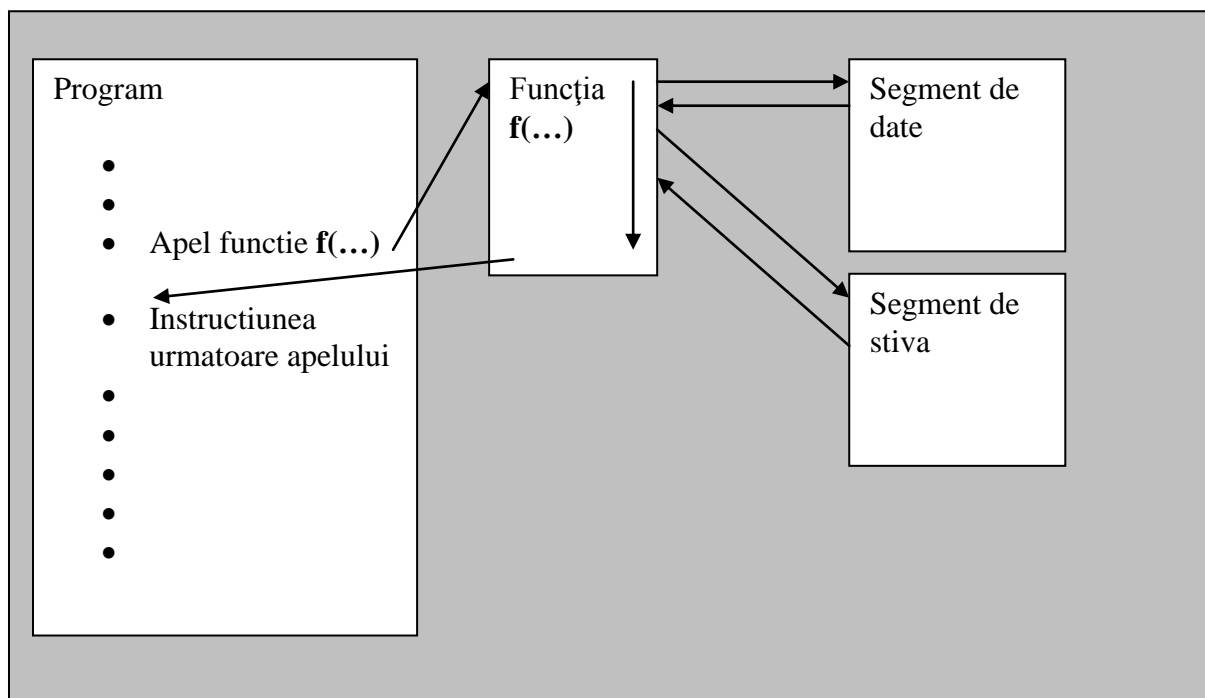 Program
• 
• 
• Apel functie f(…)
• Instructiunea
urmatoare apelului
• 
• 
• 
• 
• 
Funcţia
f(…)
Segment de
date
Segment de
stiva